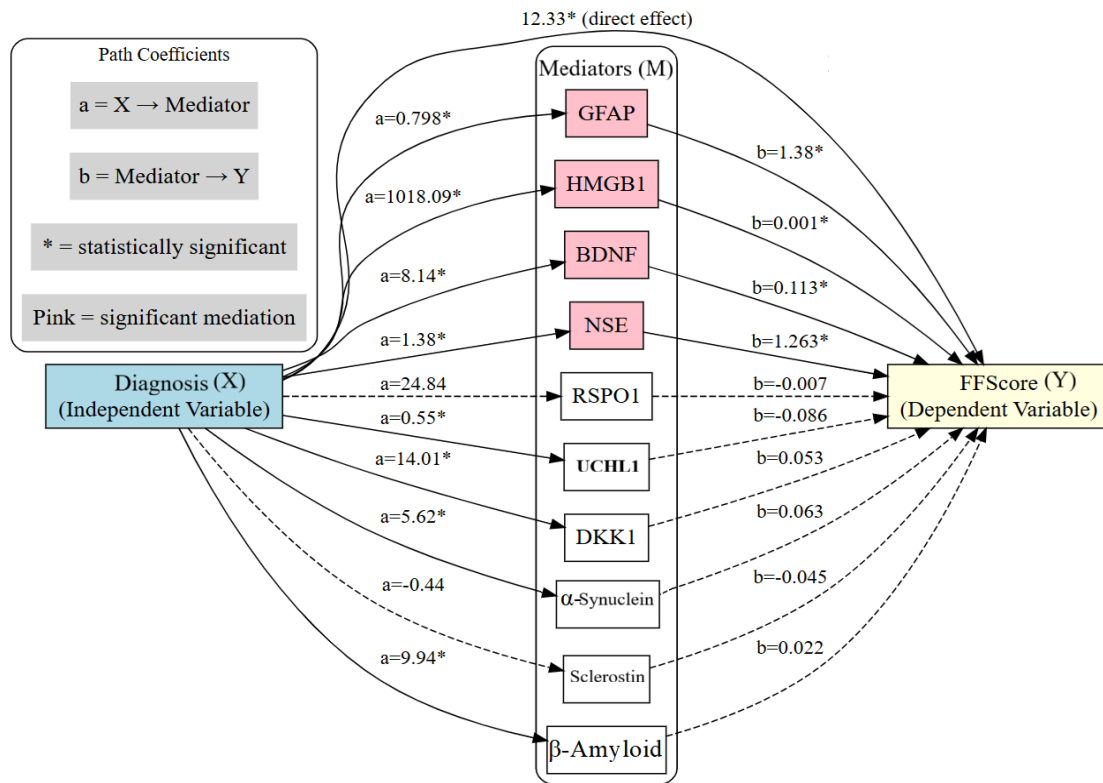 12.33* (direct effect)
Path Coefficients
a = X → Mediator
b = Mediator → Y
* = statistically significant
Pink = significant mediation
Mediators (M)
GFAP
HMGB1
BDNF
NSE
RSPO1
UCHL1
DKK1
α-Synuclein
Sclerostin
β-Amyloid
Diagnosis (X)
(Independent Variable)
FFScore (Y)
(Dependent Variable)
a=0.798*
a=1018.09*
a=8.14*
a=1.38*
a=24.84
a=0.55*
a=14.01*
a=5.62*
a=-0.44
a=9.94*
b=1.38*
b=0.001*
b=0.113*
b=1.263*
b=-0.007
b=-0.086
b=0.053
b=0.063
b=-0.045
b=0.022